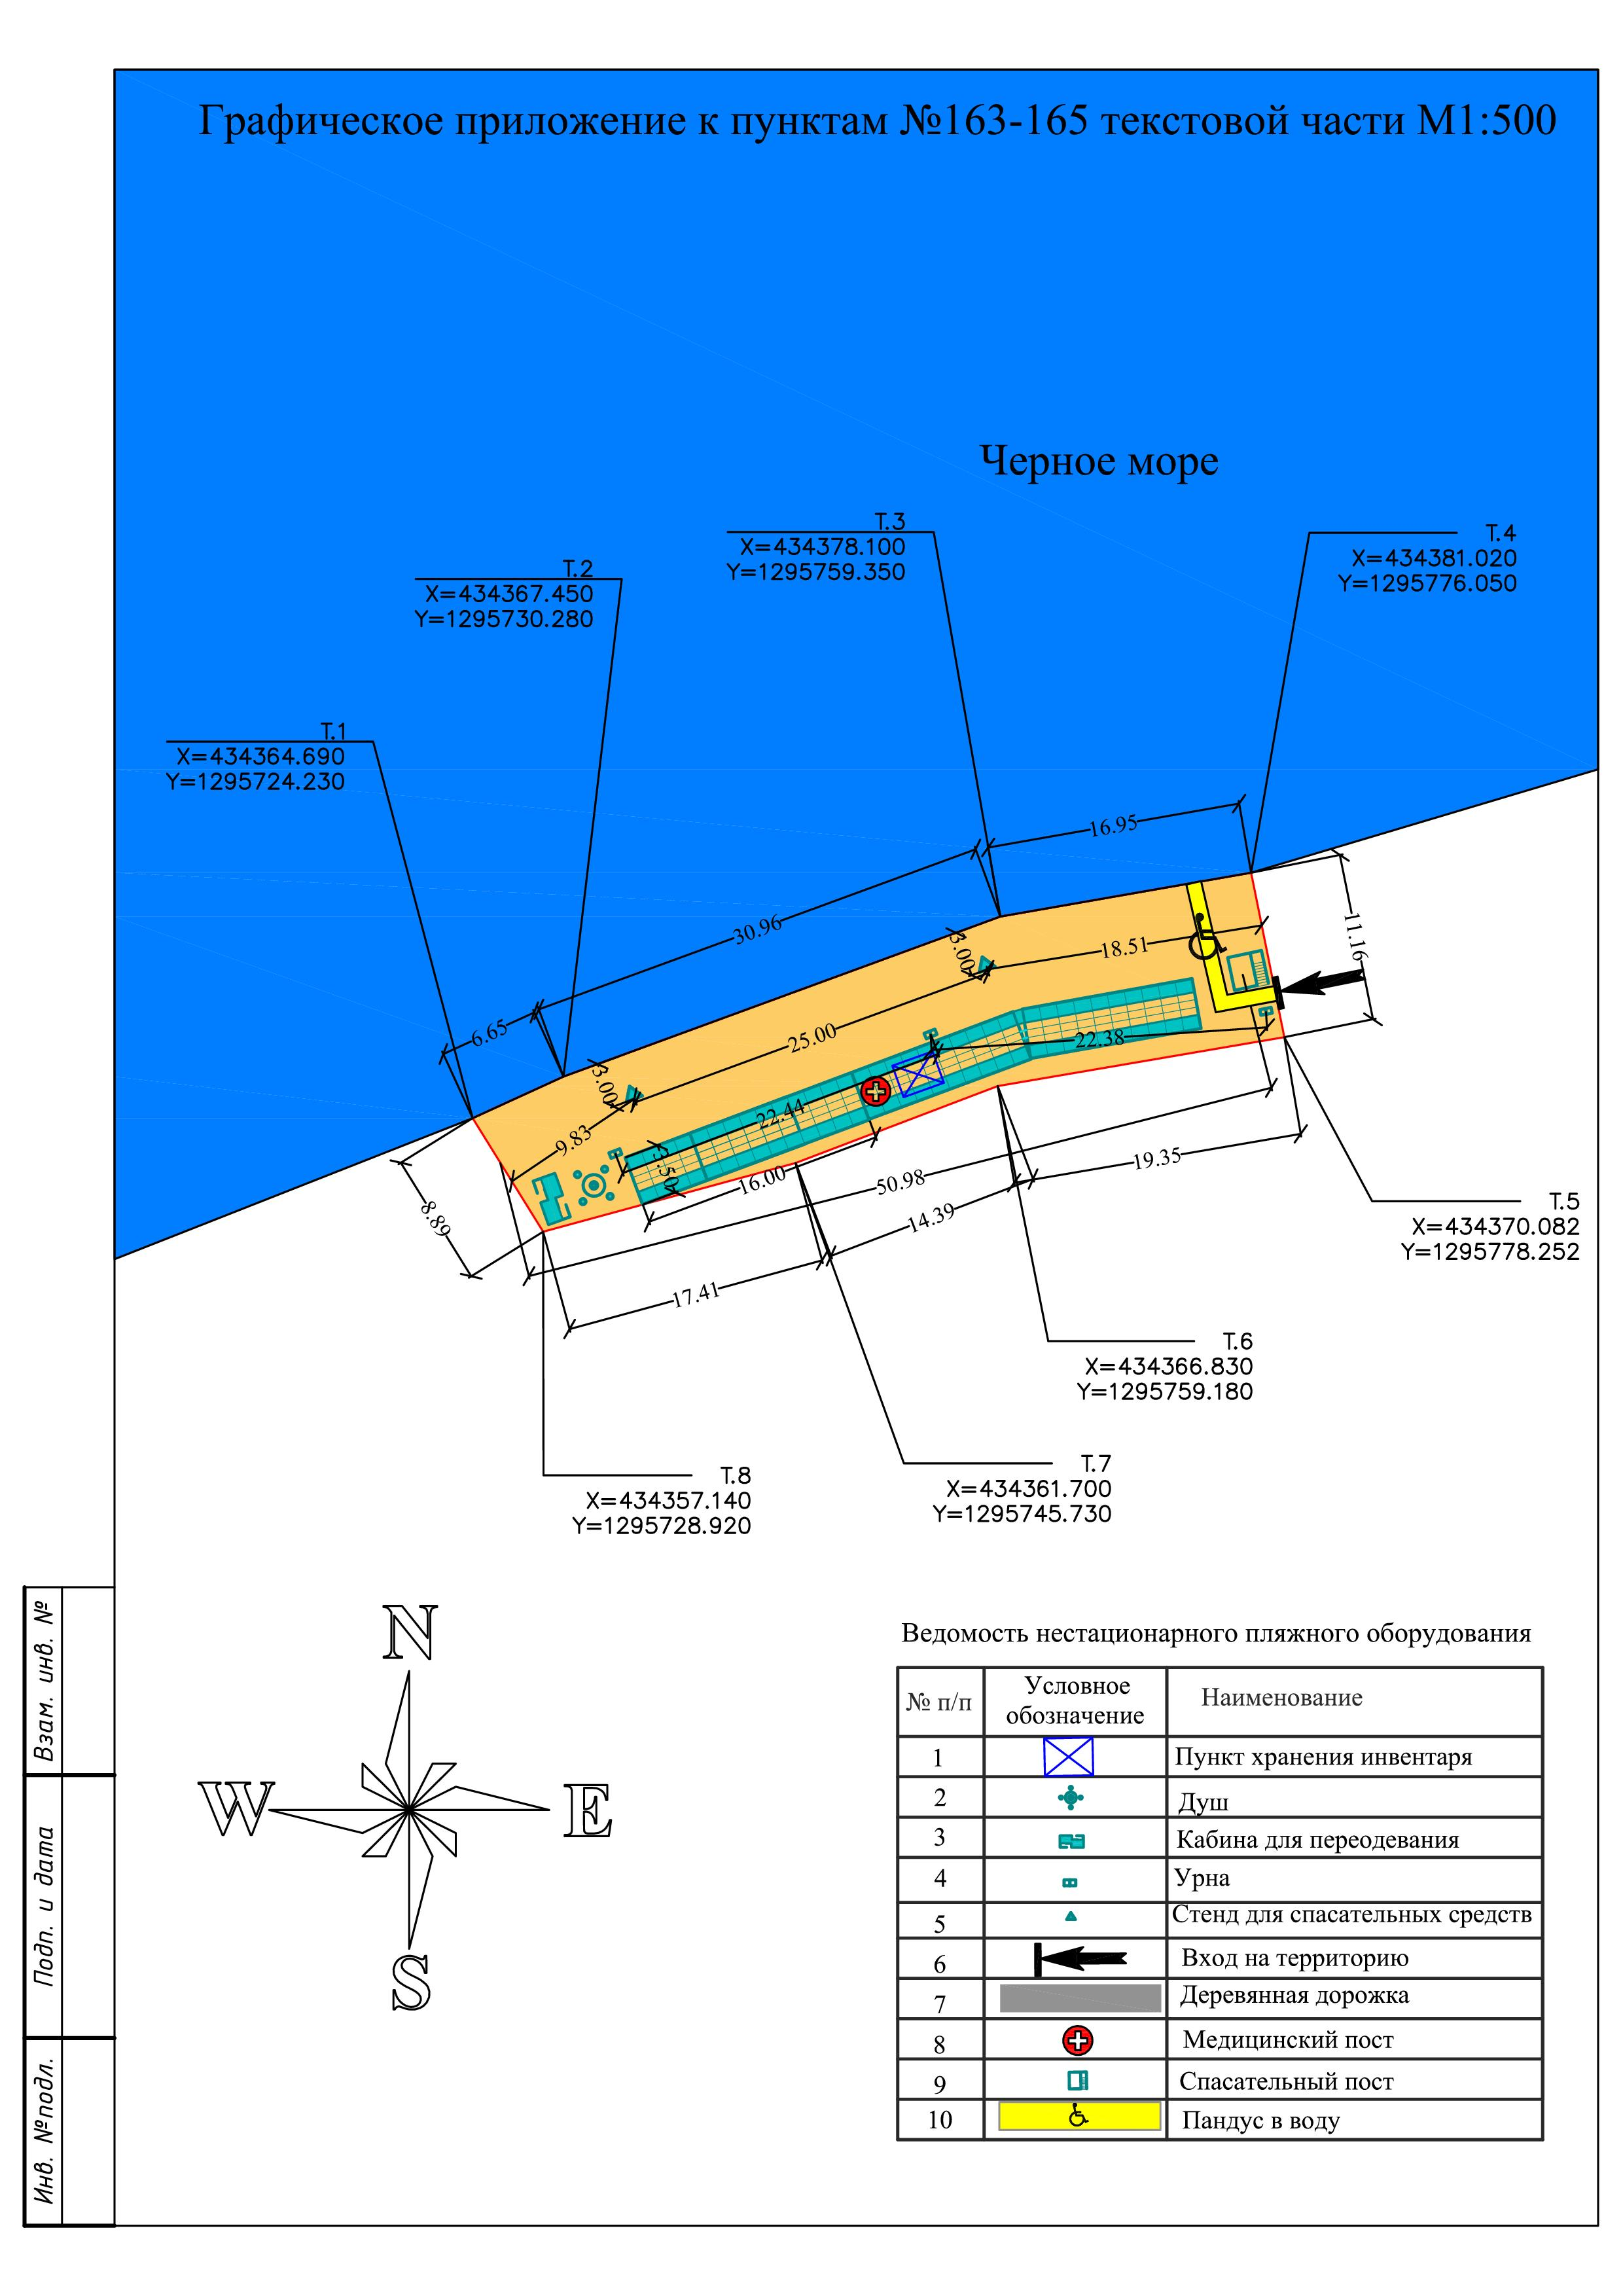 Графическое приложение к пунктам №163-165 текстовой части М1:500
Черное море
Т.3
X=434378.100
Y=1295759.350
Т.4
X=434381.020
Y=1295776.050
Т.2
X=434367.450
Y=1295730.280
Т.1
X=434364.690
Y=1295724.230
16.95
30.96
11.16
18.51
3.00
6.65
25.00
22.38
3.00
22.44
9.83
3.50
16.00
50.98
19.35
8.89
14.39
17.41
Т.5
X=434370.082
Y=1295778.252
Т.6
X=434366.830
Y=1295759.180
Т.7
X=434361.700
Y=1295745.730
Т.8
X=434357.140
Y=1295728.920
N
W
E
S
Ведомость нестационарного пляжного оборудования
№ п/п
Условное
обозначение
Наименование
1
Пункт хранения инвентаря
2
Душ
3
Кабина для переодевания
4
Урна
5
Стенд для спасательных средств
6
Вход на территорию
7
Деревянная дорожка
8
Медицинский пост
9
Спасательный пост
10
Пандус в воду
Взам. инв. №
Подп. и дата
Инв. №подл.